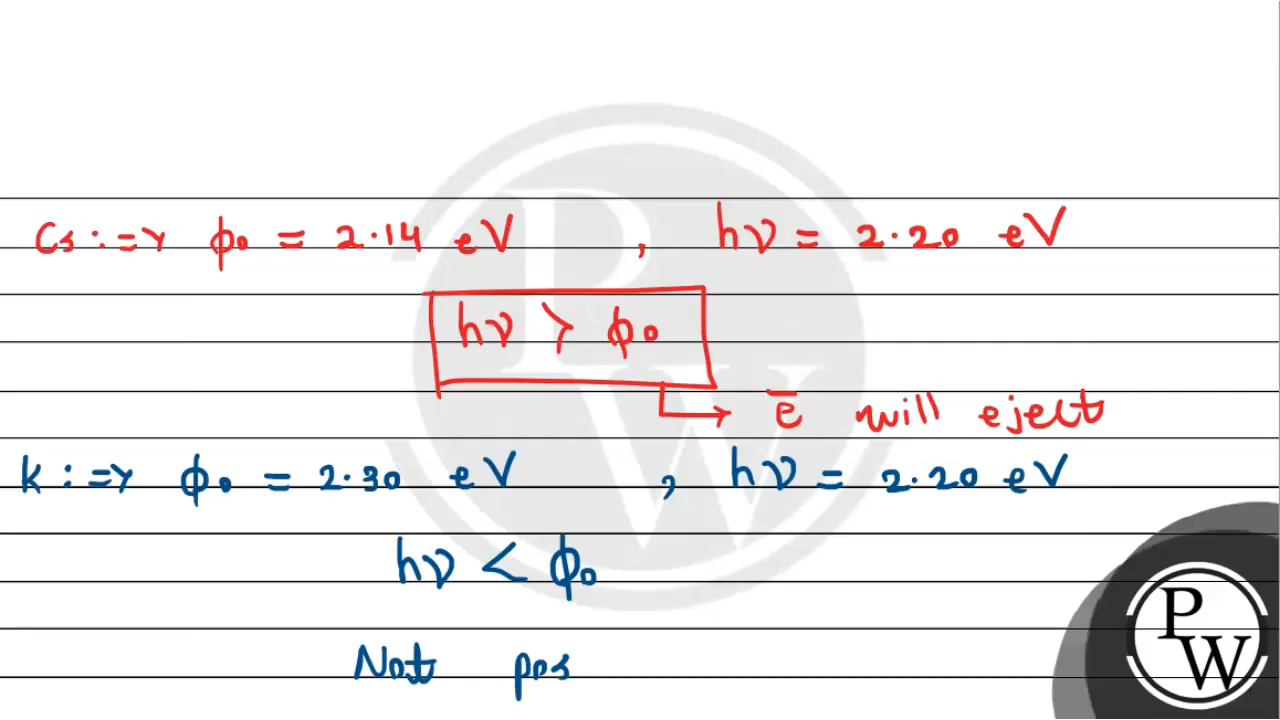 Cs :⇒ ϕ₀ = 2.14 eV , hν = 2.20 eV
hν > ϕ₀
e̅ will eject
k :⇒ ϕ₀ = 2.30 eV , hν = 2.20 eV
hν < ϕ₀
Not pos
P
W
P
W